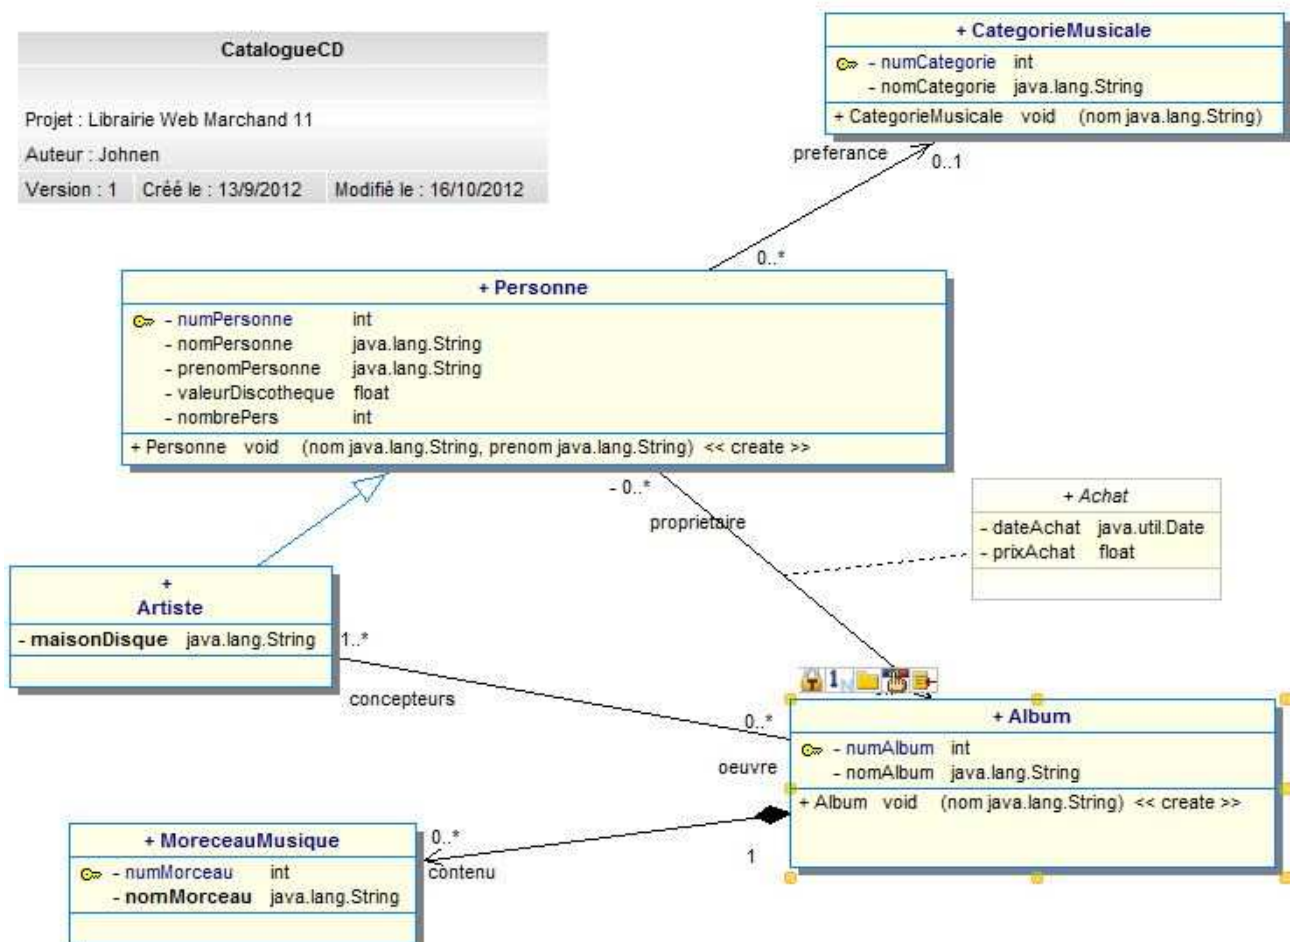 CatalogueCD
Projet : Librairie Web Marchand 11
Auteur : Johnen
Version : 1 Créé le : 13/9/2012 Modifié le : 16/10/2012
+ CategorieMusicale
- numCategorie int
- nomCategorie java.lang.String
+ CategorieMusicale void (nom java.lang.String)
preferance
0..1
0..*
+ Personne
- numPersonne int
- nomPersonne java.lang.String
- prenomPersonne java.lang.String
- valeurDiscotheque float
- nombrePers int
+ Personne void (nom java.lang.String, prenom java.lang.String) << create >>
- 0..*
proprietaire
+ Achat
- dateAchat java.util.Date
- prixAchat float
+
Artiste
- maisonDisque java.lang.String
1..*
concepteurs
0..*
oeuvre
+ Album
- numAlbum int
- nomAlbum java.lang.String
+ Album void (nom java.lang.String) << create >>
1
0..*
contenu
+ MoreceauMusique
- numMorceau int
- nomMorceau java.lang.String